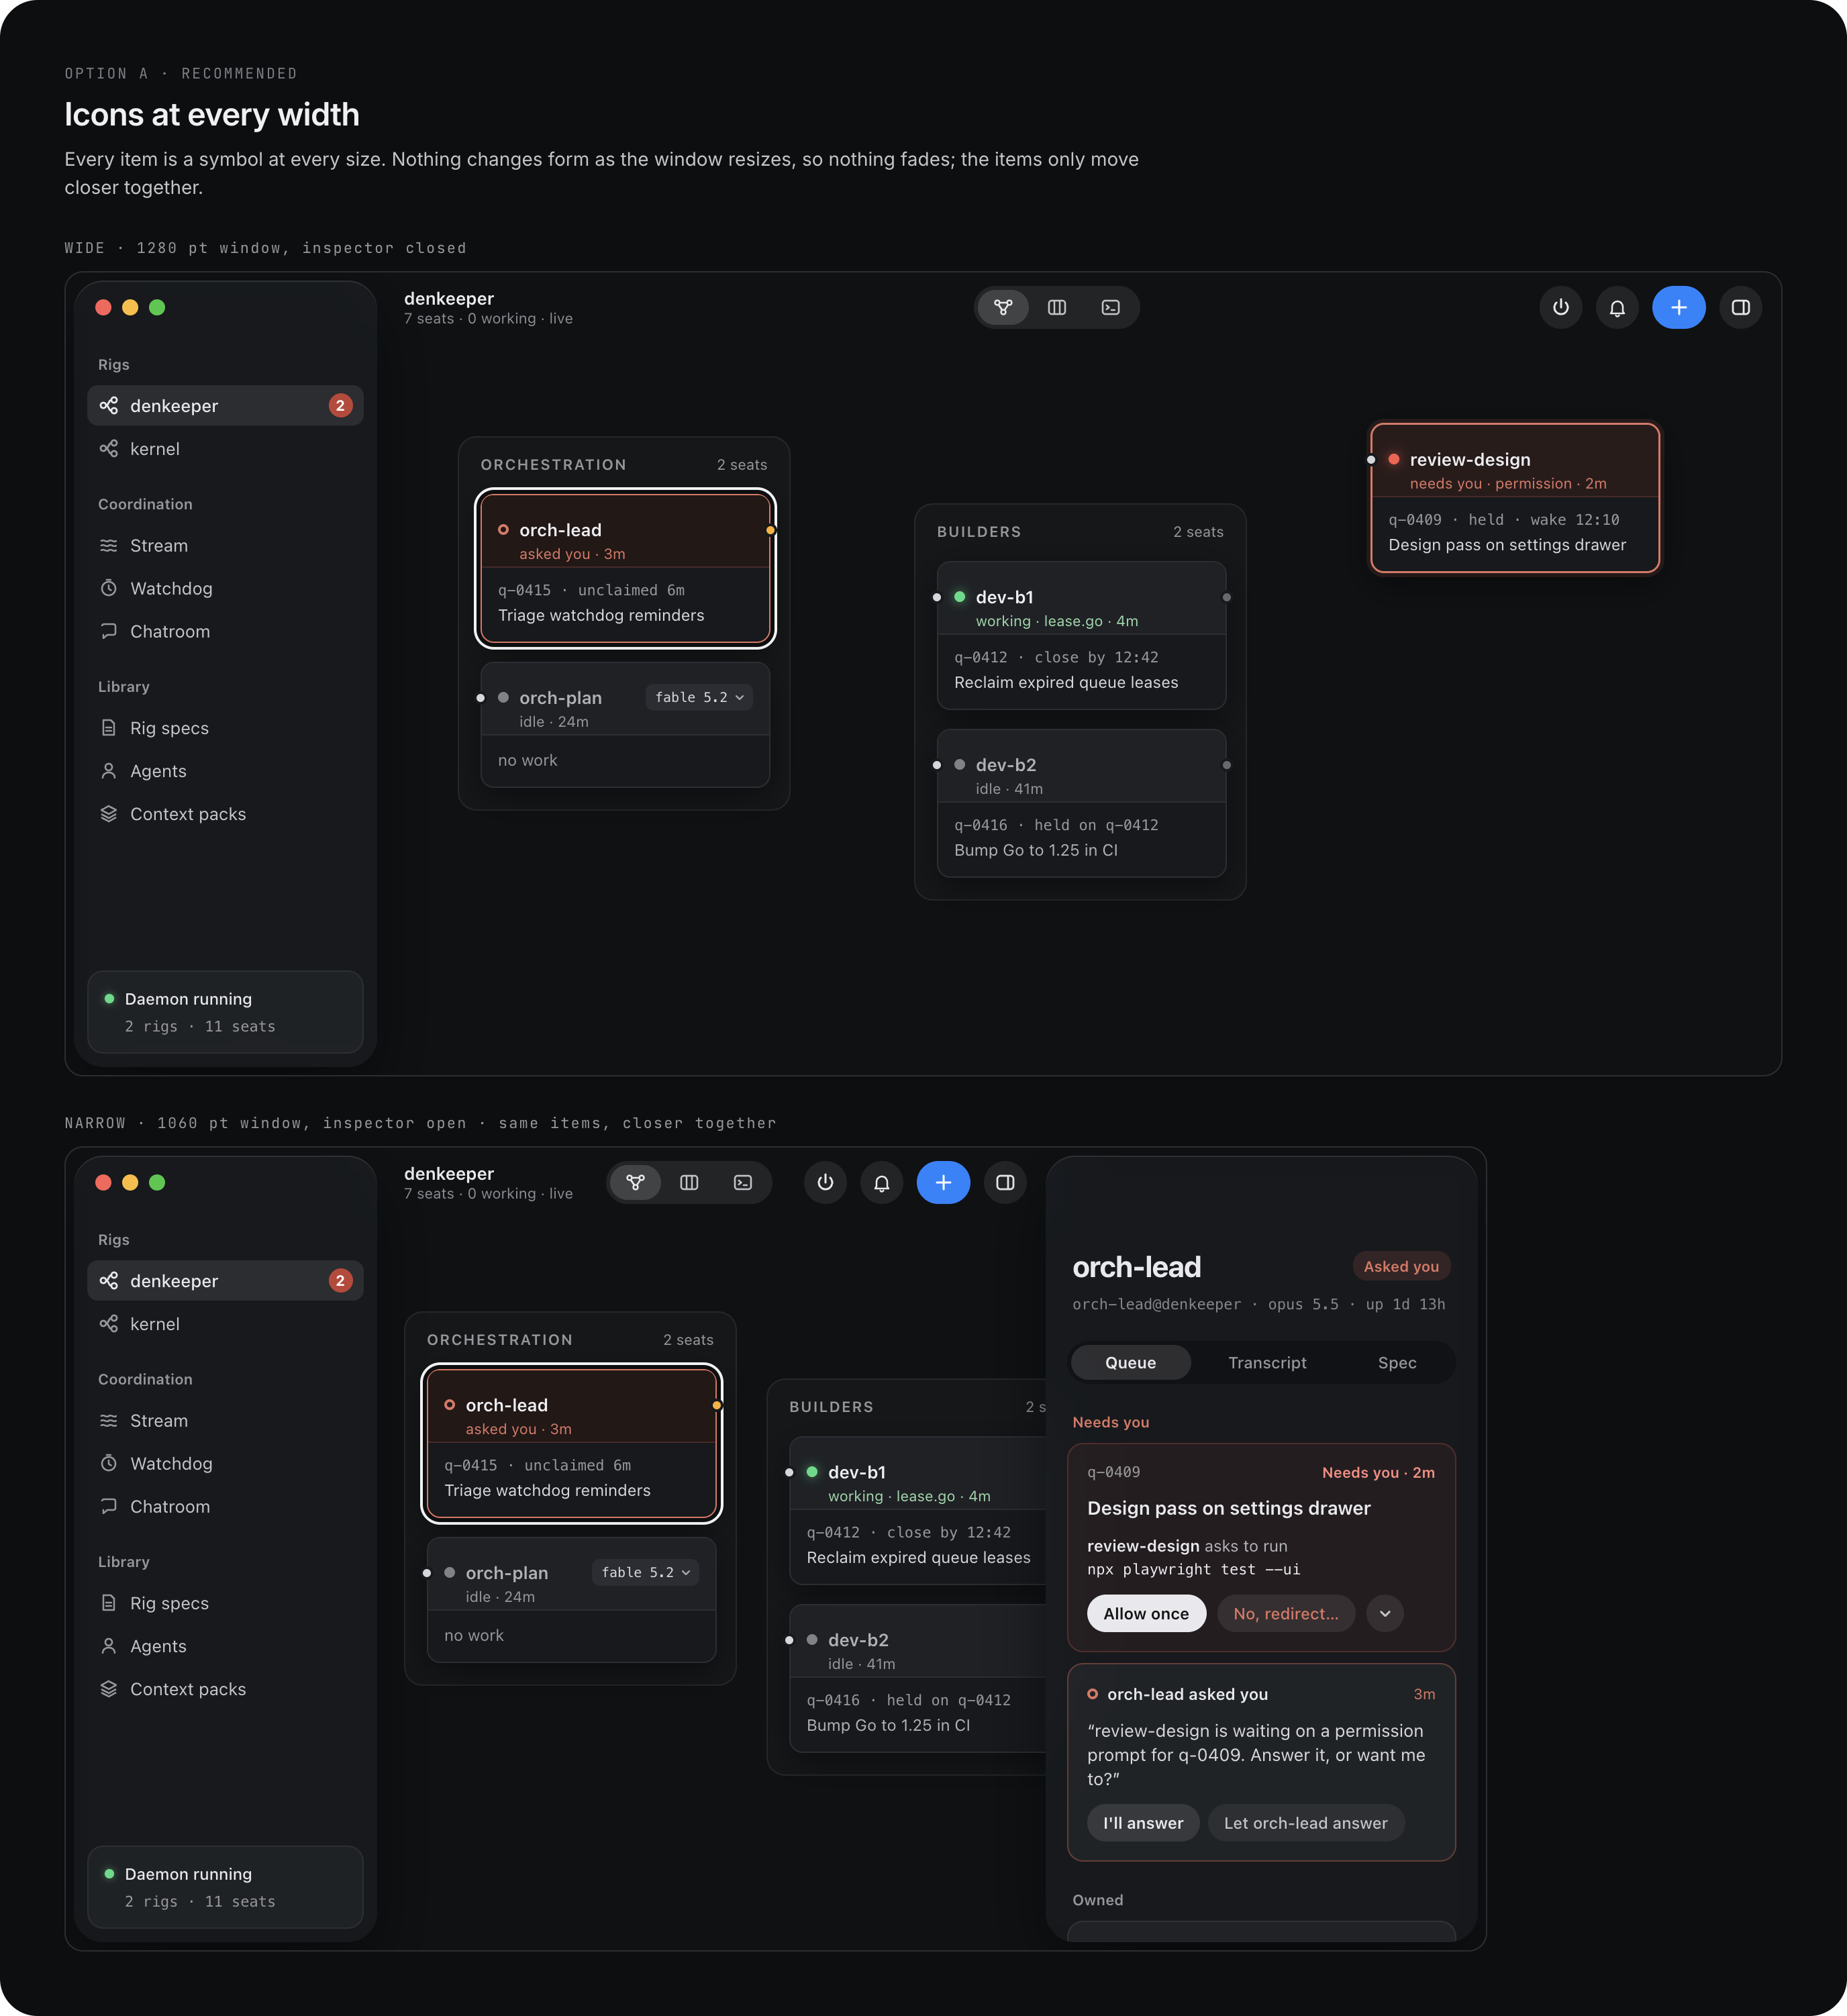 OPTION A · RECOMMENDED
Icons at every width
Every item is a symbol at every size. Nothing changes form as the window resizes, so nothing fades; the items only move
closer together.
WIDE · 1280 pt window, inspector closed
denkeeper
7 seats · 0 working · live
Rigs
denkeeper
2
kernel
Coordination
Stream
Watchdog
Chatroom
Library
Rig specs
Agents
Context packs
Daemon running
2 rigs · 11 seats
ORCHESTRATION
2 seats
orch-lead
asked you · 3m
q-0415 · unclaimed 6m
Triage watchdog reminders
orch-plan
fable 5.2
idle · 24m
no work
BUILDERS
2 seats
dev-b1
working · lease.go · 4m
q-0412 · close by 12:42
Reclaim expired queue leases
dev-b2
idle · 41m
q-0416 · held on q-0412
Bump Go to 1.25 in CI
review-design
needs you · permission · 2m
q-0409 · held · wake 12:10
Design pass on settings drawer
NARROW · 1060 pt window, inspector open · same items, closer together
denkeeper
7 seats · 0 working · live
Rigs
denkeeper
2
kernel
Coordination
Stream
Watchdog
Chatroom
Library
Rig specs
Agents
Context packs
Daemon running
2 rigs · 11 seats
ORCHESTRATION
2 seats
orch-lead
asked you · 3m
q-0415 · unclaimed 6m
Triage watchdog reminders
orch-plan
fable 5.2
idle · 24m
no work
BUILDERS
2 s
dev-b1
working · lease.go · 4m
q-0412 · close by 12:42
Reclaim expired queue leases
dev-b2
idle · 41m
q-0416 · held on q-0412
Bump Go to 1.25 in CI
orch-lead
Asked you
orch-lead@denkeeper · opus 5.5 · up 1d 13h
Queue
Transcript
Spec
Needs you
q-0409
Needs you · 2m
Design pass on settings drawer
review-design asks to run
npx playwright test --ui
Allow once
No, redirect...
orch-lead asked you
3m
“review-design is waiting on a permission
prompt for q-0409. Answer it, or want me
to?”
I'll answer
Let orch-lead answer
Owned